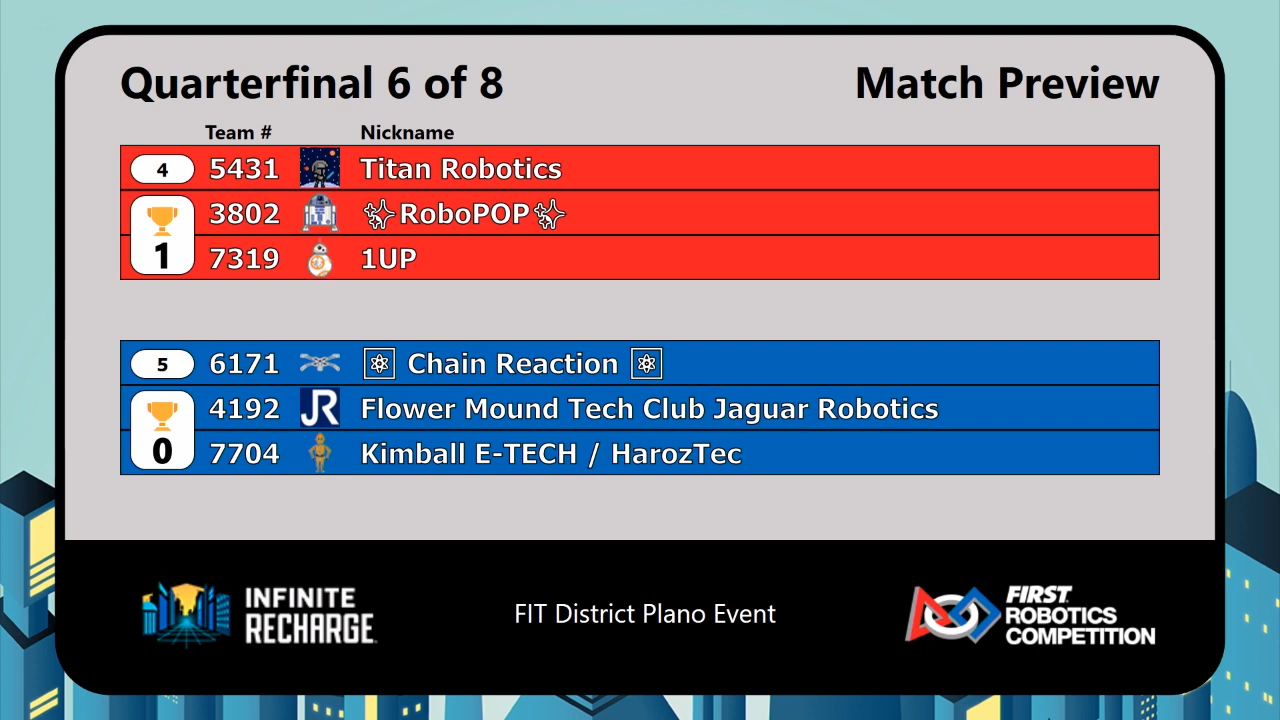 Quarterfinal 6 of 8
Match Preview
Team # Nickname
4 5431 Titan Robotics
3802 ✨RoboPOP✨
1 7319 1UP
5 6171 ⚛ Chain Reaction ⚛
4192 JR Flower Mound Tech Club Jaguar Robotics
0 7704 Kimball E-TECH / HarozTec
INFINITE
RECHARGE
FIT District Plano Event
FIRST
ROBOTICS
COMPETITION